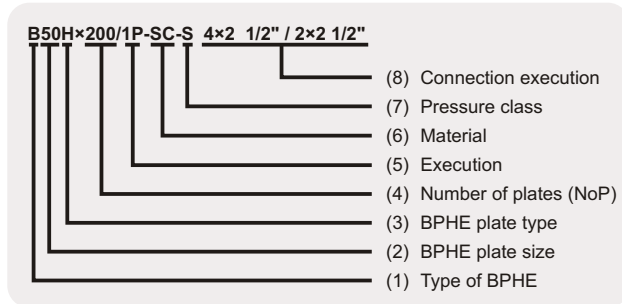 B50H×200/1P-SC-S 4×2 1/2" / 2×2 1/2"
(8) Connection execution
(7) Pressure class
(6) Material
(5) Execution
(4) Number of plates (NoP)
(3) BPHE plate type
(2) BPHE plate size
(1) Type of BPHE